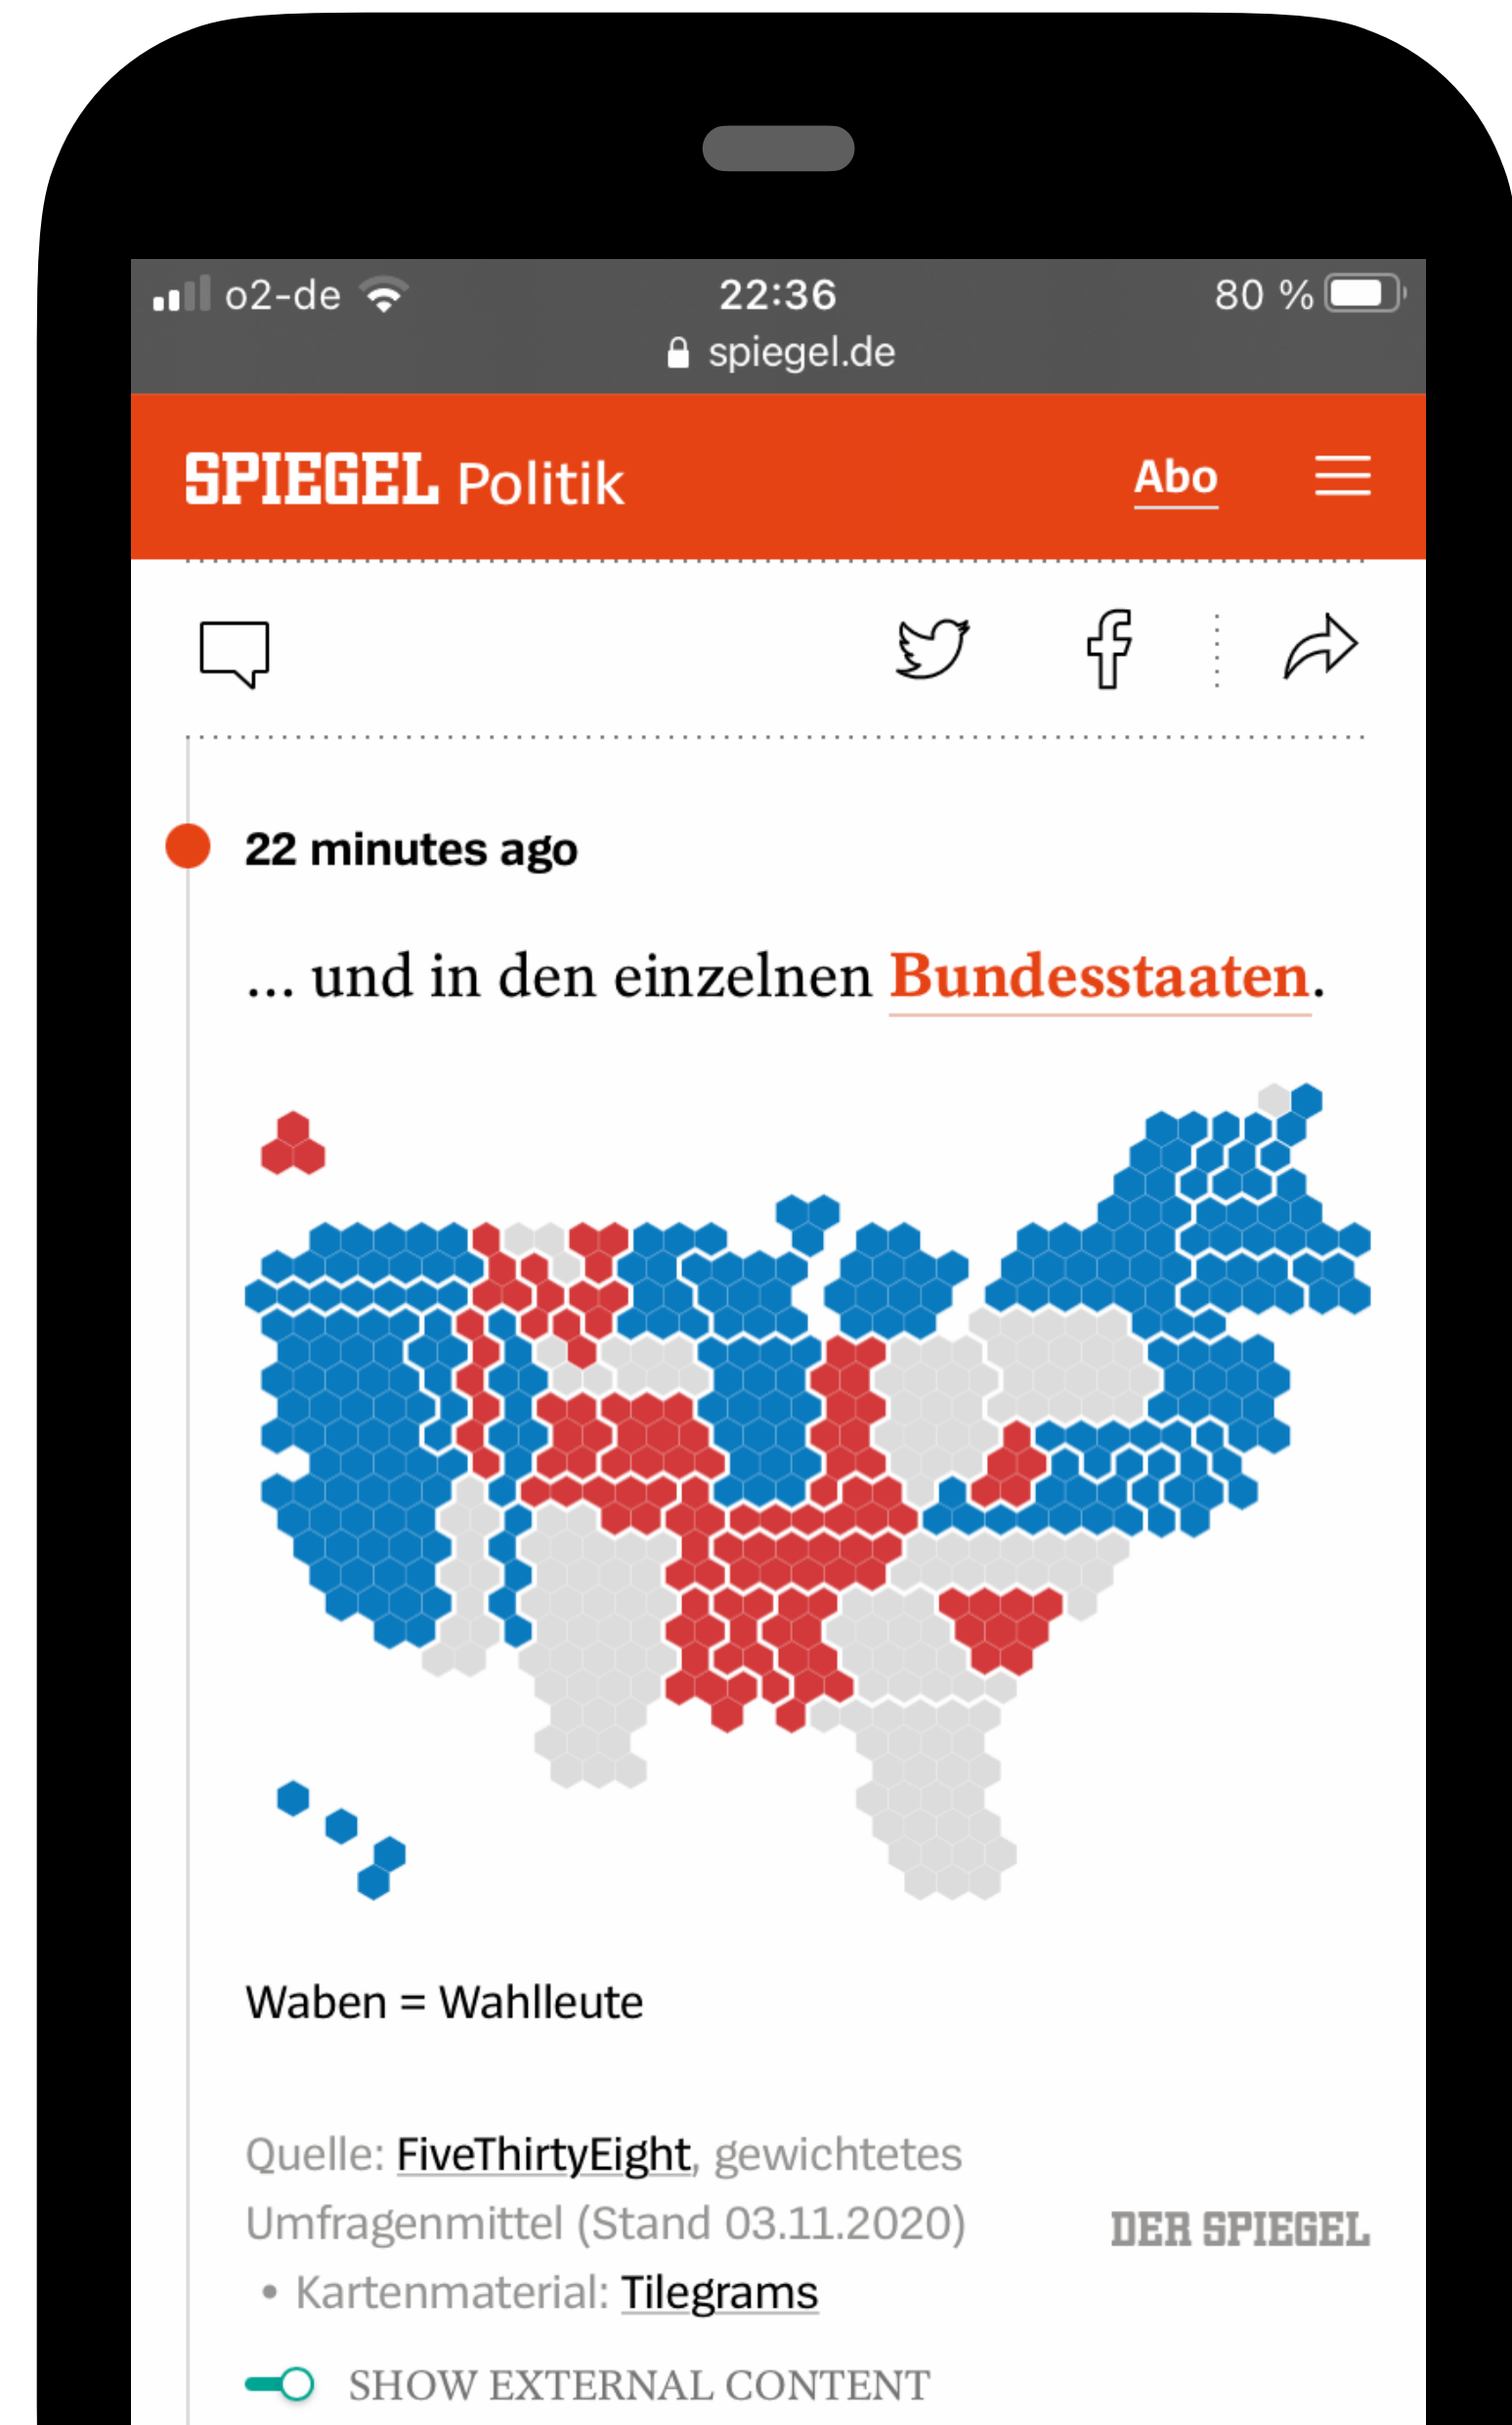 o2-de 22:36 80 %
spiegel.de
SPIEGEL Politik Abo
22 minutes ago
... und in den einzelnen Bundesstaaten.
Waben = Wahlleute
Quelle: FiveThirtyEight, gewichtetes
Umfragenmittel (Stand 03.11.2020)
• Kartenmaterial: Tilegrams
DER SPIEGEL
SHOW EXTERNAL CONTENT